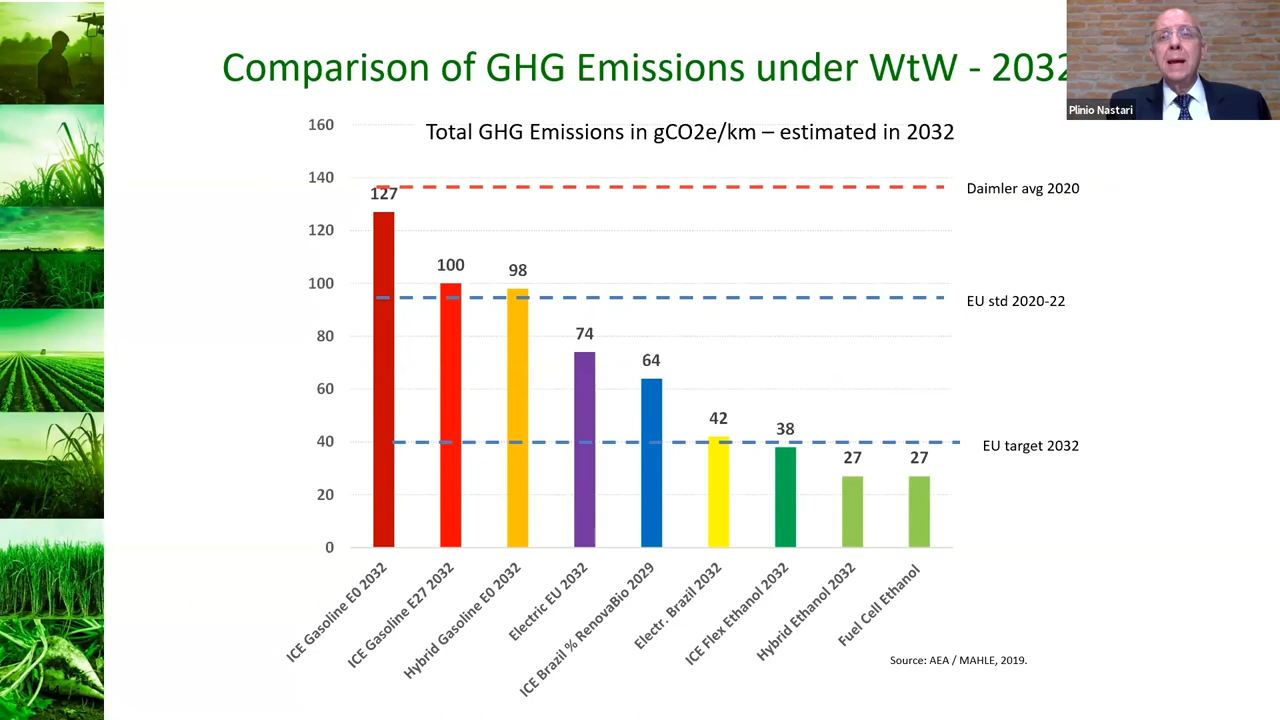 Comparison of GHG Emissions under WtW - 2032
Plinio Nastari
Total GHG Emissions in gCO2e/km – estimated in 2032
160
140
120
100
80
60
40
20
0
127
100
98
74
64
42
38
27
27
Daimler avg 2020
EU std 2020-22
EU target 2032
ICE Gasoline E0 2032
ICE Gasoline E27 2032
Hybrid Gasoline E0 2032
Electric EU 2032
ICE Brazil % RenovaBio 2029
Electr. Brazil 2032
ICE Flex Ethanol 2032
Hybrid Ethanol 2032
Fuel Cell Ethanol
Source: AEA / MAHLE, 2019.